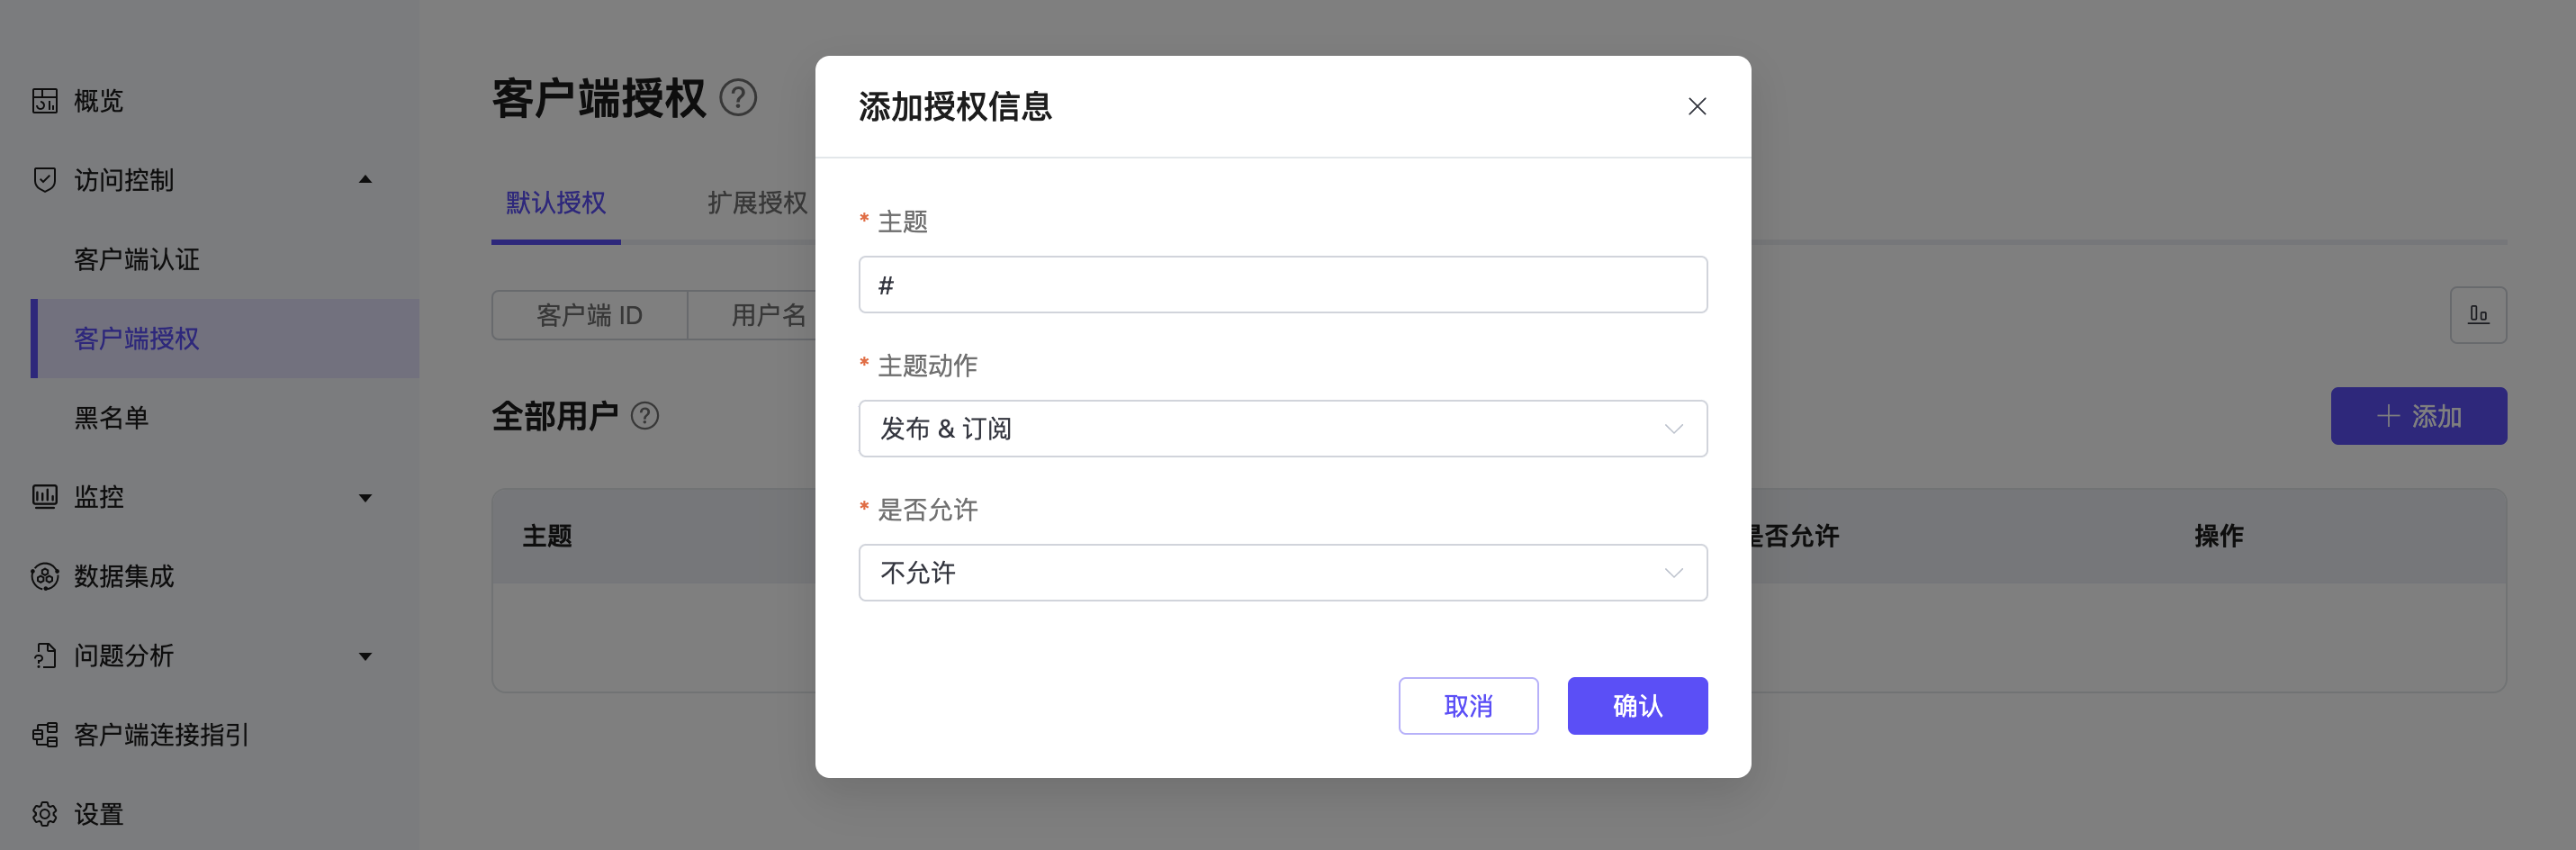 概览
访问控制
客户端认证
客户端授权
黑名单
监控
数据集成
问题分析
客户端连接指引
设置
客户端授权 ?
默认授权 扩展授权
客户端 ID 用户名
全部用户 ?
+ 添加
主题 是否允许 操作
添加授权信息
* 主题
#
* 主题动作
发布 & 订阅
* 是否允许
不允许
取消 确认